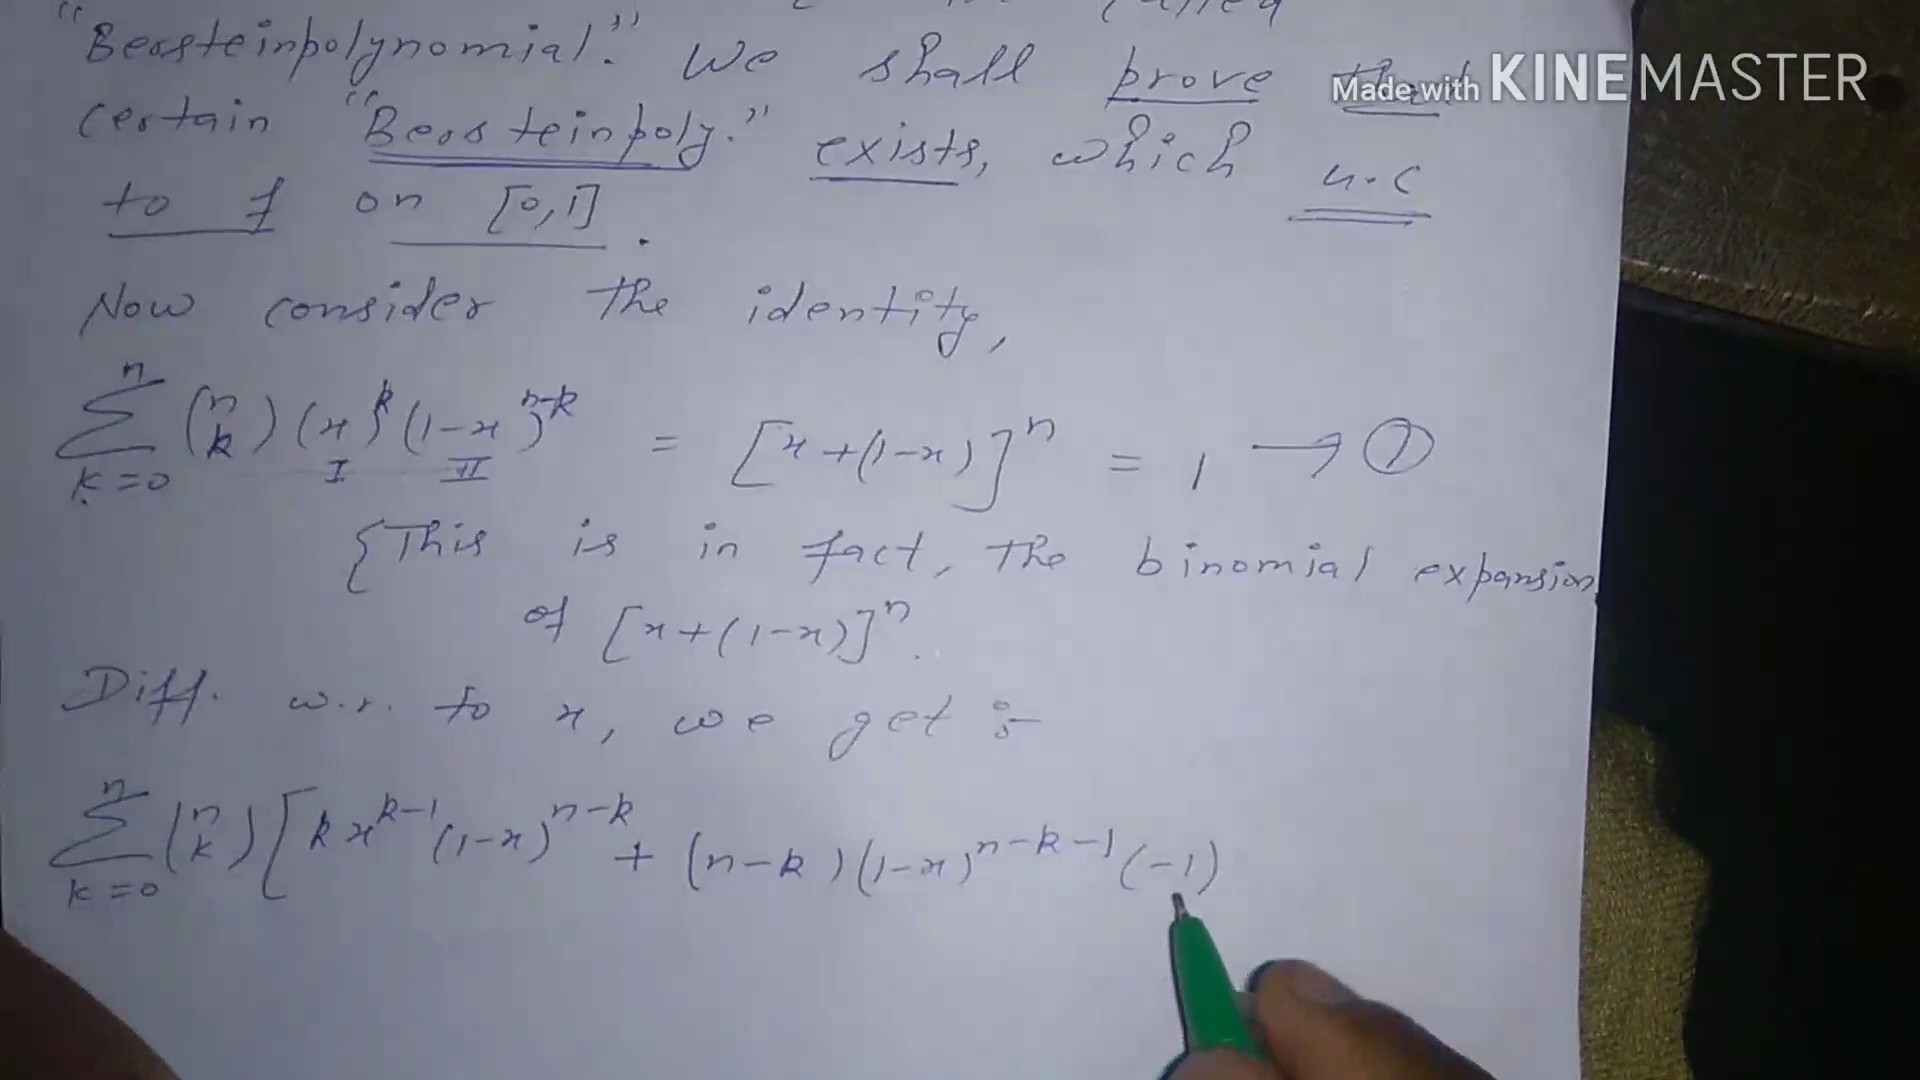 called
"Bersteinpolynomial." We shall prove that
certain "Bersteinpoly." exists, which u.c
to f on [0,1].
Now consider the identity,
∑_{k=0}^{n} (n k) (x)^k (1-x)^{n-k} = [x+(1-x)]^n = 1 → ①
I II
{This is in fact, the binomial expansion
of [x+(1-x)]^n.
Diff. w.r. to x, we get :-
∑_{k=0}^{n} (n k) [k x^{k-1} (1-x)^{n-k} + (n-k)(1-x)^{n-k-1} (-1)
Made with KINEMASTER